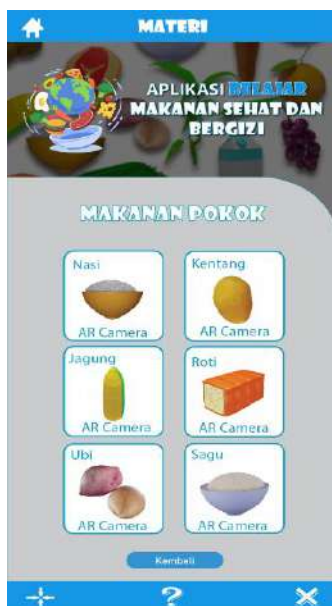 MATERI
APLIKASI BELAJAR
MAKANAN SEHAT DAN
BERGIZI
MAKANAN POKOK
Nasi
AR Camera
Kentang
AR Camera
Jagung
AR Camera
Roti
AR Camera
Ubi
AR Camera
Sagu
AR Camera
Kembali
?